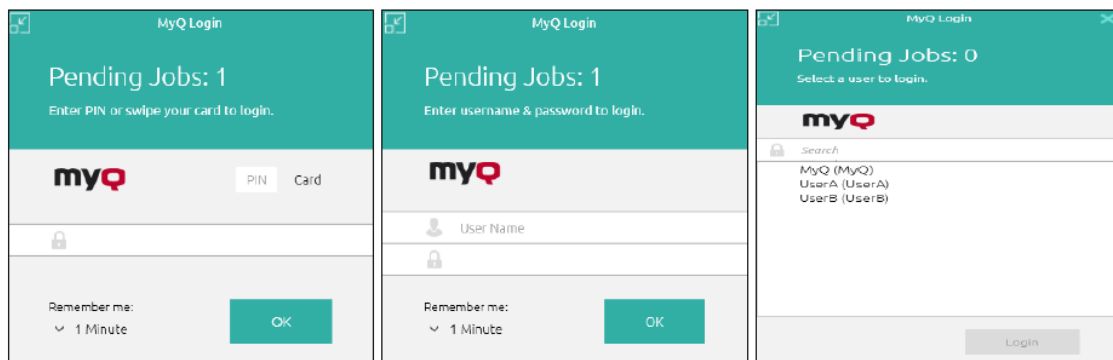 MyQ Login
Pending Jobs: 1
Enter PIN or swipe your card to login.
myQ
PIN Card
Remember me:
1 Minute
OK
MyQ Login
Pending Jobs: 1
Enter username & password to login.
myQ
User Name
Remember me:
1 Minute
OK
MyQ Login
Pending Jobs: 0
Select a user to login.
myQ
Search
MyQ (MyQ)
UserA (UserA)
UserB (UserB)
Login